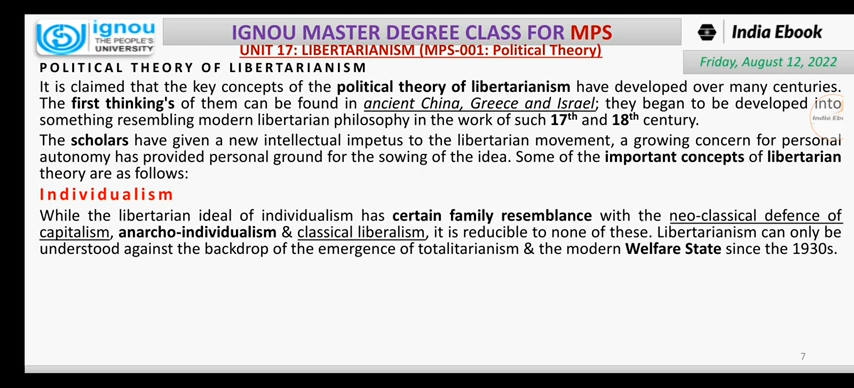 ignou
THE PEOPLE'S
UNIVERSITY
IGNOU MASTER DEGREE CLASS FOR MPS
UNIT 17: LIBERTARIANISM (MPS-001: Political Theory)
India Ebook
Friday, August 12, 2022
POLITICAL THEORY OF LIBERTARIANISM
It is claimed that the key concepts of the political theory of libertarianism have developed over many centuries.
The first thinking's of them can be found in ancient China, Greece and Israel; they began to be developed into
something resembling modern libertarian philosophy in the work of such 17th and 18th century.
India Eb
The scholars have given a new intellectual impetus to the libertarian movement, a growing concern for personal
autonomy has provided personal ground for the sowing of the idea. Some of the important concepts of libertarian
theory are as follows:
Individualism
While the libertarian ideal of individualism has certain family resemblance with the neo-classical defence of
capitalism, anarcho-individualism & classical liberalism, it is reducible to none of these. Libertarianism can only be
understood against the backdrop of the emergence of totalitarianism & the modern Welfare State since the 1930s.
7